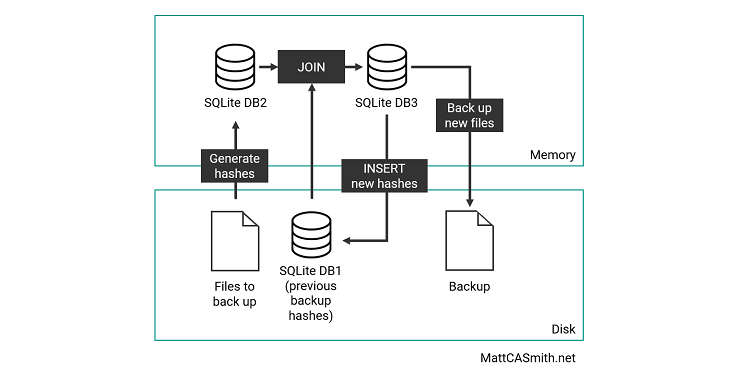 JOIN
SQLite DB2
SQLite DB3
Back up
new files
Generate
hashes
Memory
INSERT
new hashes
Files to
back up
SQLite DB1
(previous
backup
hashes)
Backup
Disk
MattCASmith.net